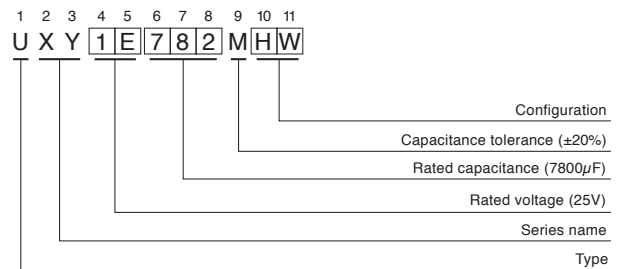 1 2 3 4 5 6 7 8 9 10 11
U X Y 1 E 7 8 2 M H W
Configuration
Capacitance tolerance (±20%)
Rated capacitance (7800µF)
Rated voltage (25V)
Series name
Type